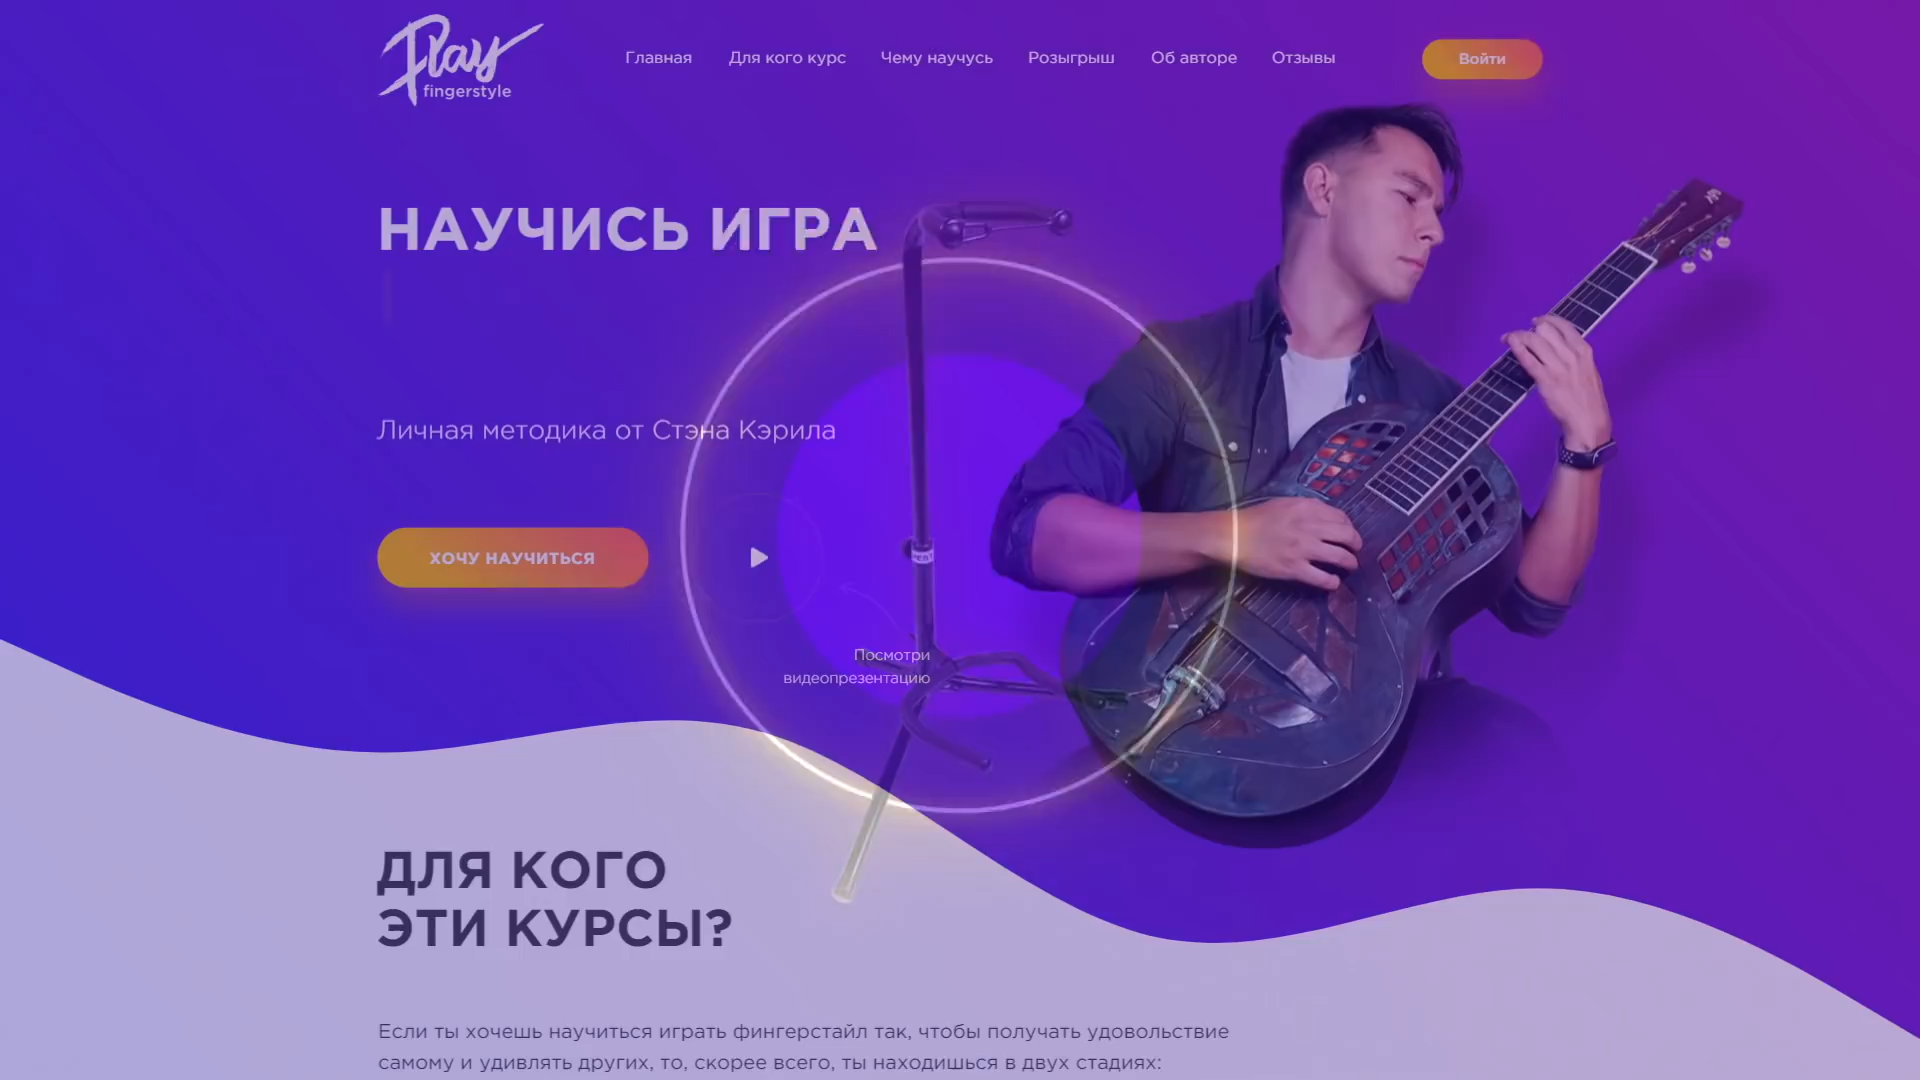 Play
fingerstyle
Главная Для кого курс Чему научусь Розыгрыш Об авторе Отзывы Войти
НАУЧИСЬ ИГРА
Личная методика от Стэна Кэрила
ХОЧУ НАУЧИТЬСЯ
Посмотри
видеопрезентацию
ДЛЯ КОГО
ЭТИ КУРСЫ?
Если ты хочешь научиться играть фингерстайл так, чтобы получать удовольствие
самому и удивлять других, то, скорее всего, ты находишься в двух стадиях: